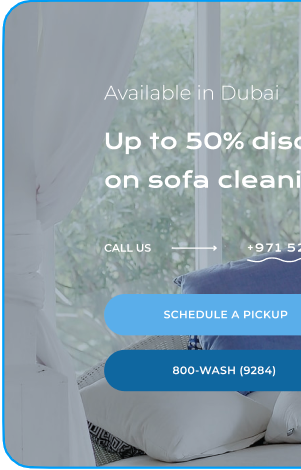 Available in Dubai
Up to 50%
on sofa
CALL US
+971
SCHEDULE A PICKUP
800-WASH (9284)